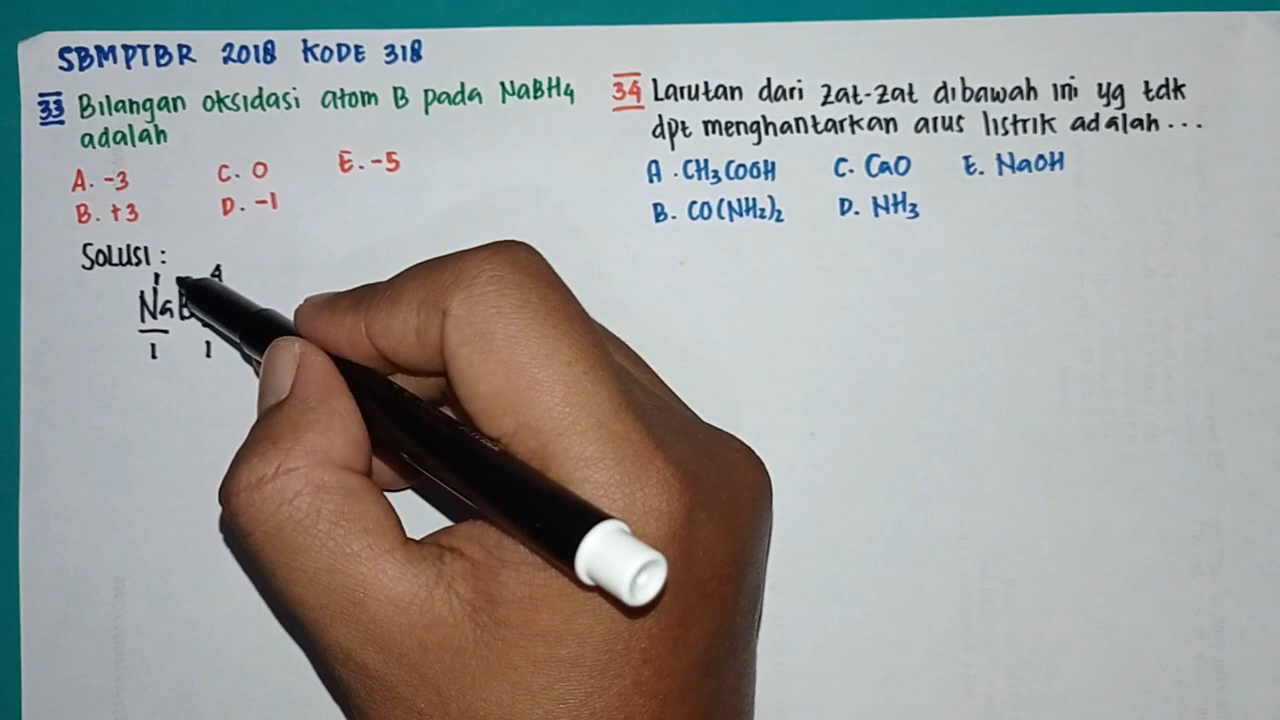 SBMPTBR 2018 KODE 318
33 Bilangan oksidasi atom B pada NaBH4
adalah
A. -3 C. 0 E. -5
B. +3 D. -1
SOLUSI :
1 4
Na
1 1
34 Larutan dari zat-zat dibawah ini yg tdk
dpt menghantarkan arus listrik adalah...
A. CH3COOH C. CaO E. NaOH
B. CO(NH2)2 D. NH3